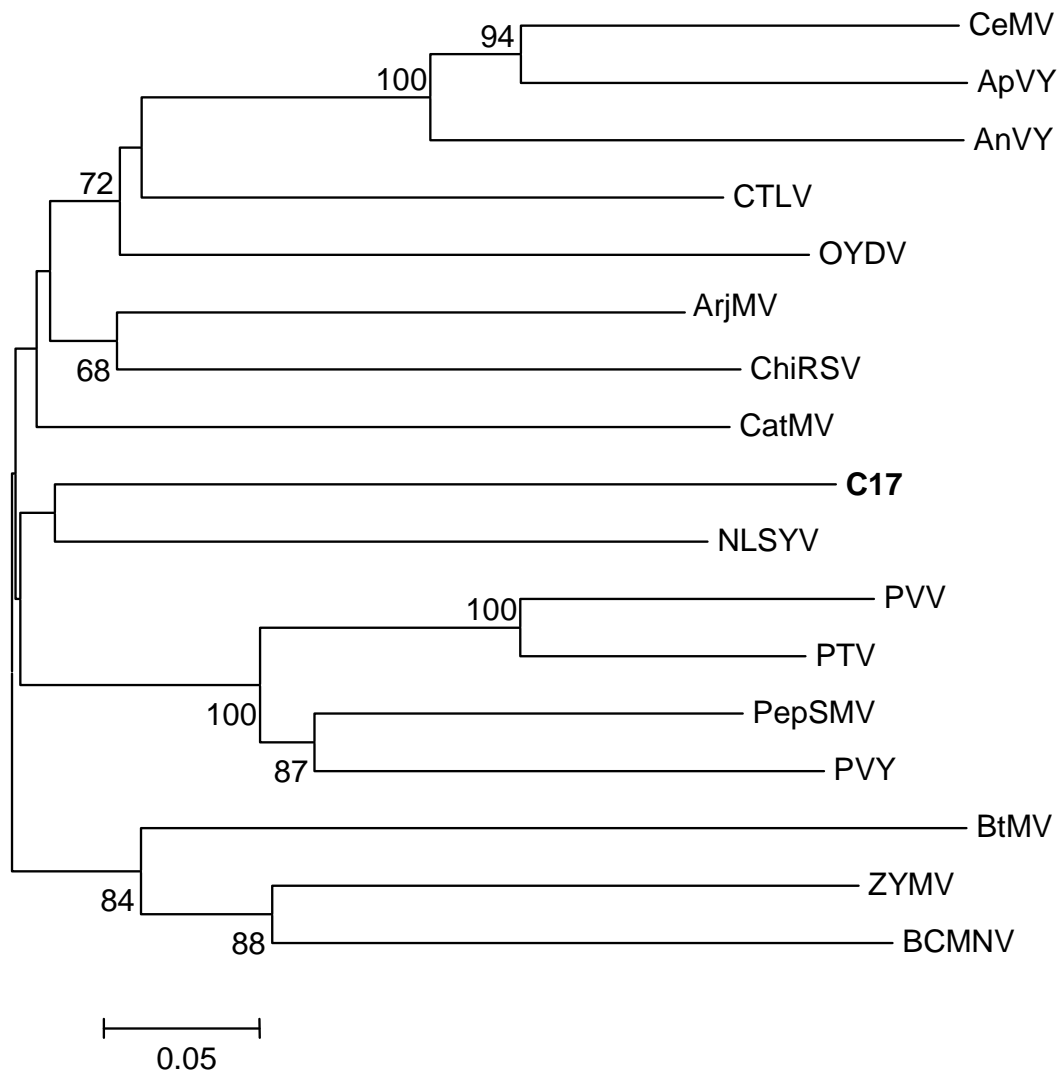 CeMV
94
ApVY
100
AnVY
72
CTLV
OYDV
ArjMV
68
ChiRSV
CatMV
C17
NLSYV
PVV
100
PTV
100
PepSMV
87
PVY
BtMV
84
ZYMV
88
BCMNV
0.05